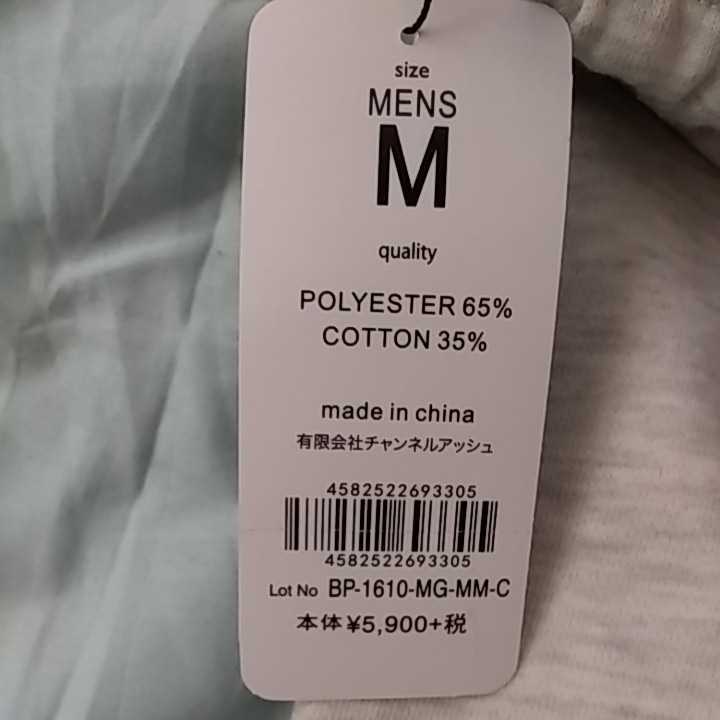 size
MENS
M
quality
POLYESTER 65%
COTTON 35%
made in china
有限会社チャンネルアッシュ
4582522693305
4582522693305
Lot No BP-1610-MG-MM-C
本体¥5,900+税